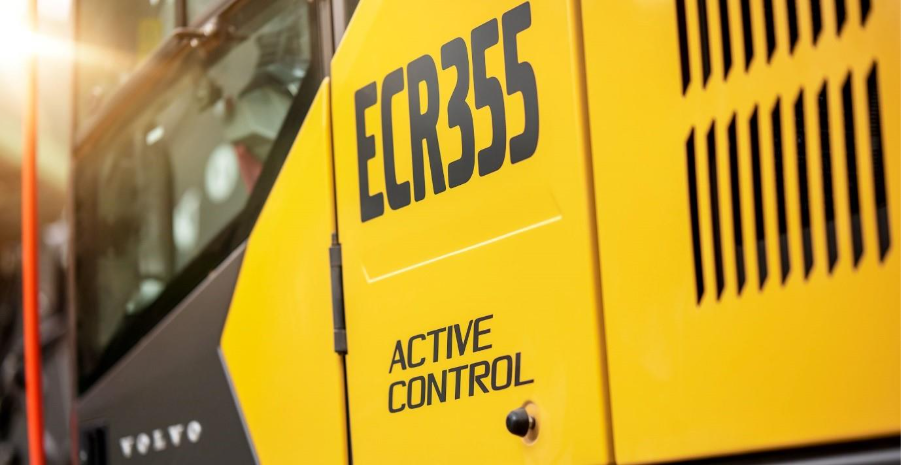 ECR355
ACTIVE
CONTROL
VOLVO